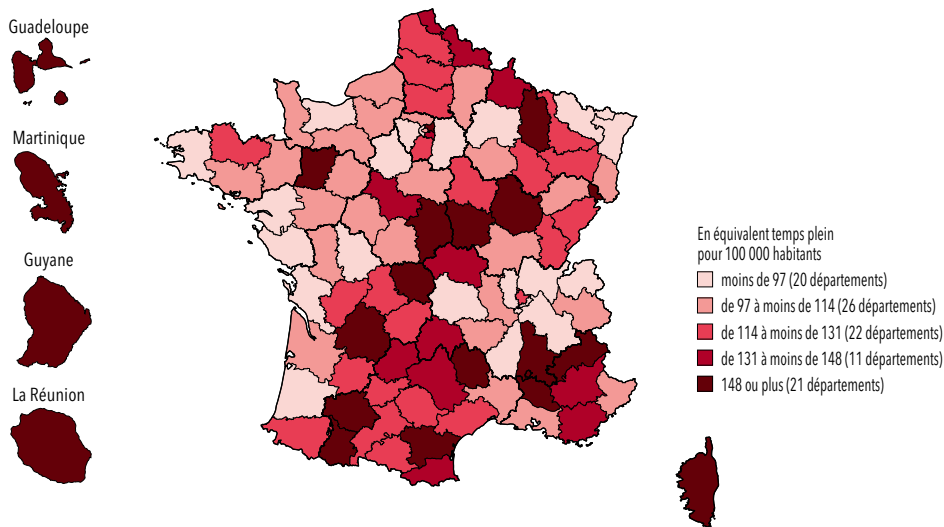 Guadeloupe
Martinique
Guyane
La Réunion
En équivalent temps plein
pour 100 000 habitants
moins de 97 (20 départements)
de 97 à moins de 114 (26 départements)
de 114 à moins de 131 (22 départements)
de 131 à moins de 148 (11 départements)
148 ou plus (21 départements)